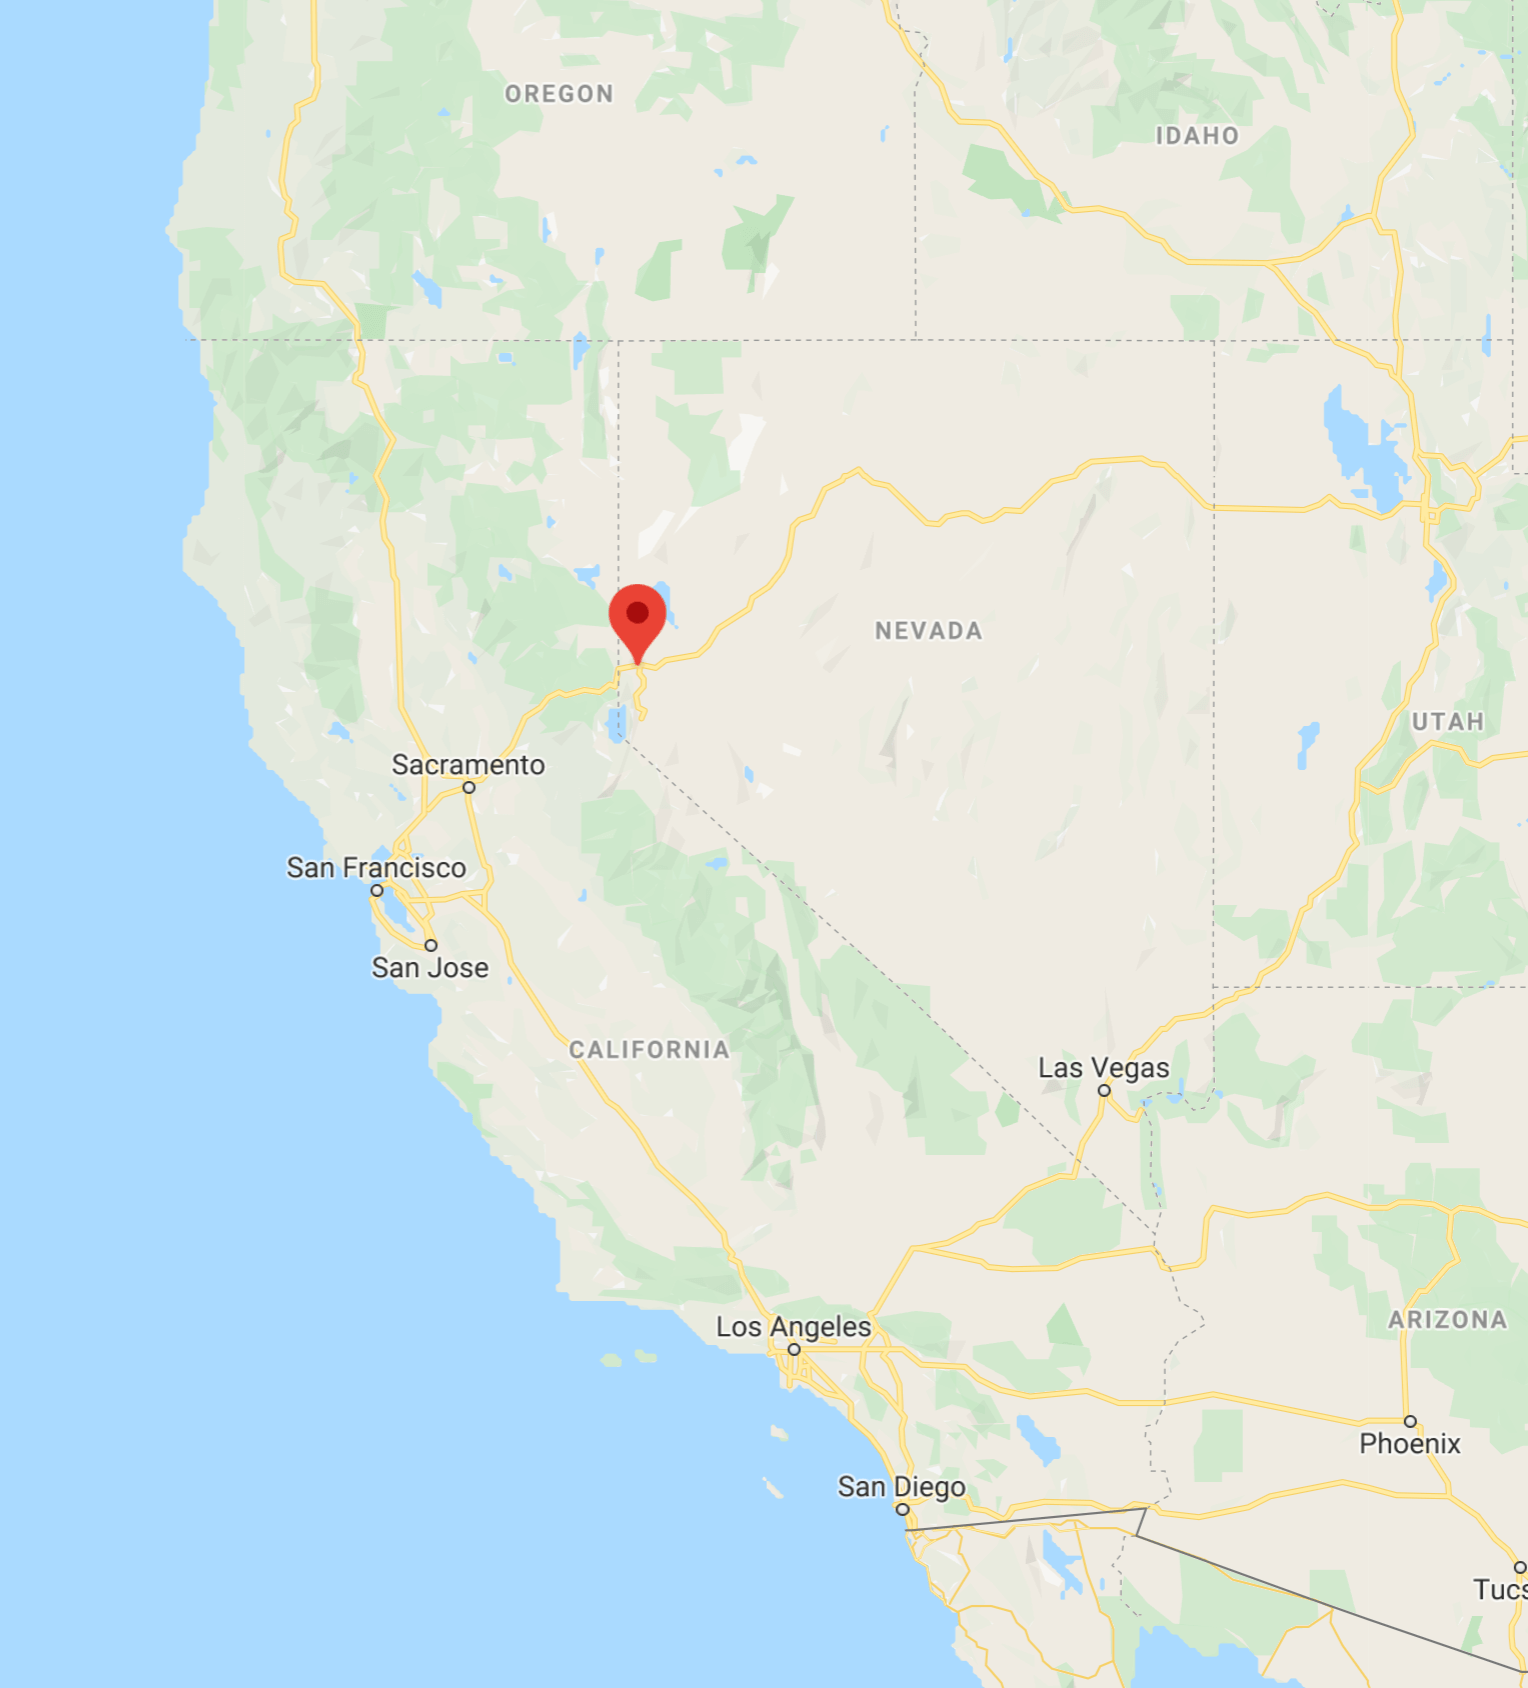 OREGON
IDAHO
NEVADA
UTAH
Sacramento
San Francisco
San Jose
CALIFORNIA
Las Vegas
Los Angeles
ARIZONA
Phoenix
San Diego
Tucs